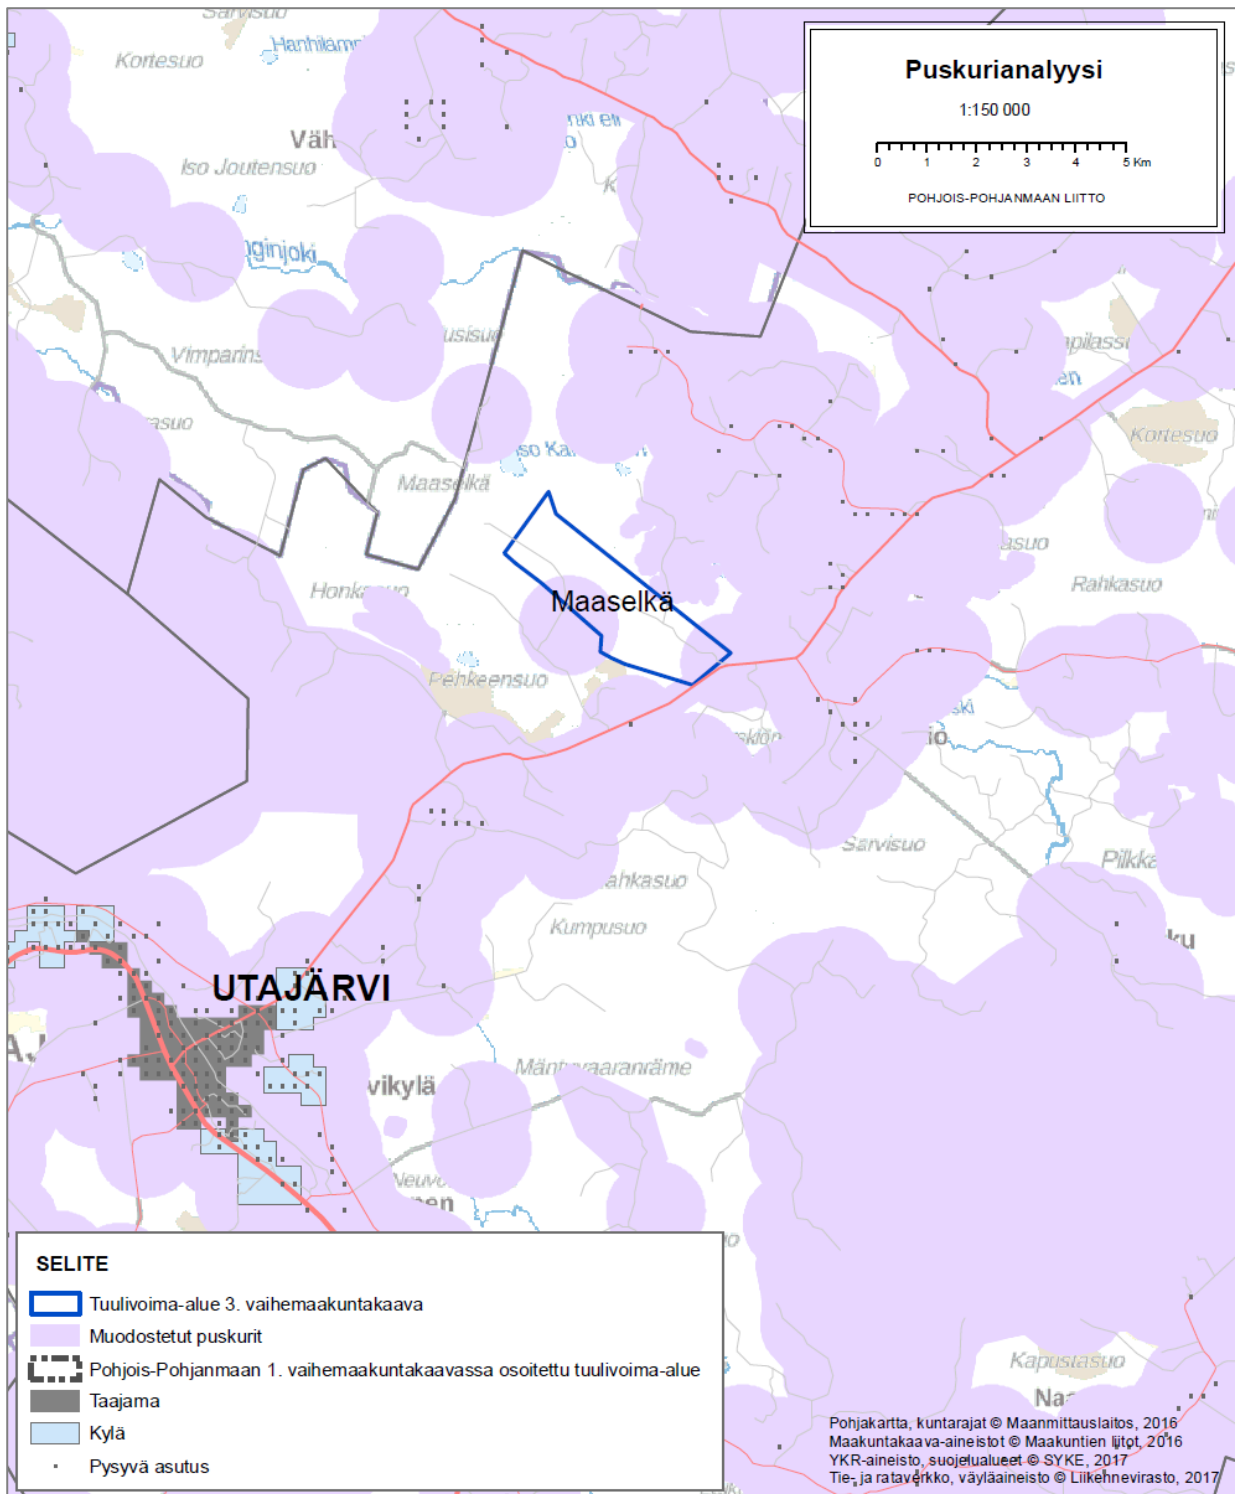 Sarvisuo
Kortesuo
Puskurianalyysi
1:150 000
0 1 2 3 4 5 Km
POHJOIS-POHJANMAAN LIITTO
Iso Joutensuo
Kortesuo
Maaselkä
Rahkasuo
Maaselkä
Pehkeensuo
Sarvisuo
Kumpusuo
UTAJÄRVI
SELITE
Tuulivoima-alue 3. vaihemaakuntakaava
Muodostetut puskurit
Pohjois-Pohjanmaan 1. vaihemaakuntakaavassa osoitettu tuulivoima-alue
Taajama
Kylä
Pysyvä asutus
Kapustasuo
Pohjakartta, kuntarajat © Maanmittauslaitos, 2016
Maakuntakaava-aineistot © Maakuntien liitot, 2016
YKR-aineisto, suojelualueet © SYKE, 2017
Tie- ja rataverkko, väyläaineisto © Liikennevirasto, 2017